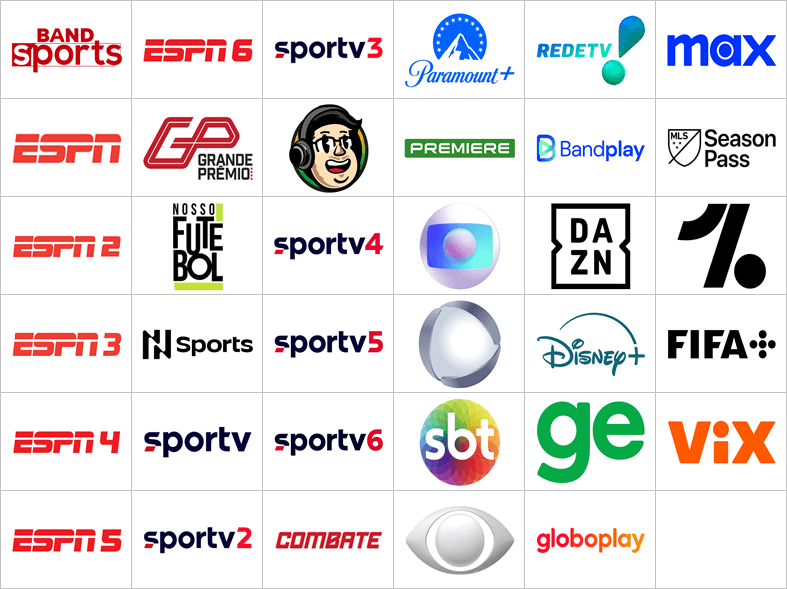 BAND
sports
ESPN 6
sportv3
Paramount+
REDETV!
max
ESPN
GP
GRANDE
PRÊMIO
PREMIERE
Bandplay
MLS
Season
Pass
ESPN 2
NOSSO
FUTE
BOL
sportv4
DA
ZN
1
ESPN 3
N Sports
sportv5
Disney+
FIFA+
ESPN 4
sportv
sportv6
sbt
ge
ViX
ESPN 5
sportv2
COMBATE
globoplay